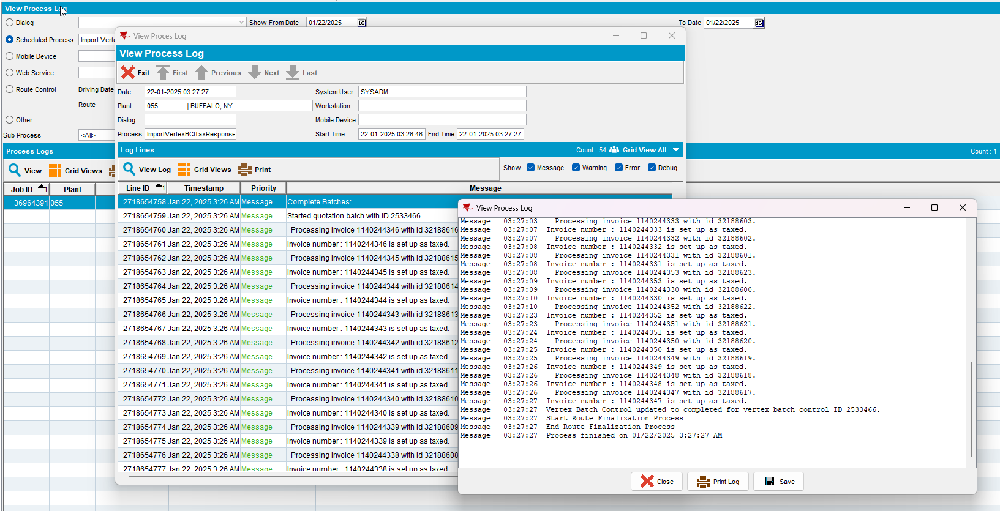 View Process Log
Dialog
Show From Date 01/22/2025 16
To Date 01/22/2025 16
Scheduled Process Import Verte
Mobile Device
Web Service
Route Control Driving Date
Route
Other
Sub Process <All>
Process Logs
Count : 1
View Grid Views
Job ID 1 Plant
36964391 055
View Proces Log
View Process Log
Exit First Previous Next Last
Date 22-01-2025 03:27:27 System User SYSADM
Plant 055 | BUFFALO, NY Workstation
Dialog Mobile Device
Process ImportVertexBCITaxResponse Start Time 22-01-2025 03:26:46 End Time 22-01-2025 03:27:27
Log Lines Count : 54 Grid View All
View Log Grid Views Print Show Message Warning Error Debug
Line ID 1 Timestamp Priority Message
2718654758 Jan 22, 2025 3:26 AM Message Complete Batches:
2718654759 Jan 22, 2025 3:26 AM Message Started quotation batch with ID 2533466.
2718654760 Jan 22, 2025 3:26 AM Message Processing invoice 1140244346 with id 32188616
2718654761 Jan 22, 2025 3:26 AM Message Invoice number : 1140244346 is set up as taxed.
2718654762 Jan 22, 2025 3:26 AM Message Processing invoice 1140244345 with id 32188615
2718654763 Jan 22, 2025 3:26 AM Message Invoice number : 1140244345 is set up as taxed.
2718654764 Jan 22, 2025 3:26 AM Message Processing invoice 1140244344 with id 32188614
2718654765 Jan 22, 2025 3:26 AM Message Invoice number : 1140244344 is set up as taxed.
2718654766 Jan 22, 2025 3:26 AM Message Processing invoice 1140244343 with id 32188613
2718654767 Jan 22, 2025 3:26 AM Message Invoice number : 1140244343 is set up as taxed.
2718654768 Jan 22, 2025 3:26 AM Message Processing invoice 1140244342 with id 32188612
2718654769 Jan 22, 2025 3:26 AM Message Invoice number : 1140244342 is set up as taxed.
2718654770 Jan 22, 2025 3:26 AM Message Processing invoice 1140244341 with id 32188611
2718654771 Jan 22, 2025 3:26 AM Message Invoice number : 1140244341 is set up as taxed.
2718654772 Jan 22, 2025 3:26 AM Message Processing invoice 1140244340 with id 32188610
2718654773 Jan 22, 2025 3:26 AM Message Invoice number : 1140244340 is set up as taxed.
2718654774 Jan 22, 2025 3:26 AM Message Processing invoice 1140244339 with id 32188609
2718654775 Jan 22, 2025 3:26 AM Message Invoice number : 1140244339 is set up as taxed.
2718654776 Jan 22, 2025 3:26 AM Message Processing invoice 1140244338 with id 32188608
2718654777 Jan 22, 2025 3:26 AM Message Invoice number : 1140244338 is set up as taxed.
View Process Log
Message 03:27:03 Processing invoice 1140244333 with id 32188603.
Message 03:27:07 Invoice number : 1140244333 is set up as taxed.
Message 03:27:07 Processing invoice 1140244332 with id 32188602.
Message 03:27:08 Invoice number : 1140244332 is set up as taxed.
Message 03:27:08 Processing invoice 1140244331 with id 32188601.
Message 03:27:08 Invoice number : 1140244331 is set up as taxed.
Message 03:27:08 Processing invoice 1140244353 with id 32188623.
Message 03:27:09 Invoice number : 1140244353 is set up as taxed.
Message 03:27:09 Processing invoice 1140244330 with id 32188600.
Message 03:27:10 Invoice number : 1140244330 is set up as taxed.
Message 03:27:10 Processing invoice 1140244352 with id 32188622.
Message 03:27:23 Invoice number : 1140244352 is set up as taxed.
Message 03:27:23 Processing invoice 1140244351 with id 32188621.
Message 03:27:24 Invoice number : 1140244351 is set up as taxed.
Message 03:27:24 Processing invoice 1140244350 with id 32188620.
Message 03:27:25 Invoice number : 1140244350 is set up as taxed.
Message 03:27:25 Processing invoice 1140244349 with id 32188619.
Message 03:27:26 Invoice number : 1140244349 is set up as taxed.
Message 03:27:26 Processing invoice 1140244348 with id 32188618.
Message 03:27:26 Invoice number : 1140244348 is set up as taxed.
Message 03:27:26 Processing invoice 1140244347 with id 32188617.
Message 03:27:27 Invoice number : 1140244347 is set up as taxed.
Message 03:27:27 Vertex Batch Control updated to completed for vertex batch control ID 2533466.
Message 03:27:27 Start Route Finalization Process
Message 03:27:27 End Route Finalization Process
Message 03:27:27 Process finished on 01/22/2025 3:27:27 AM
Close Print Log Save